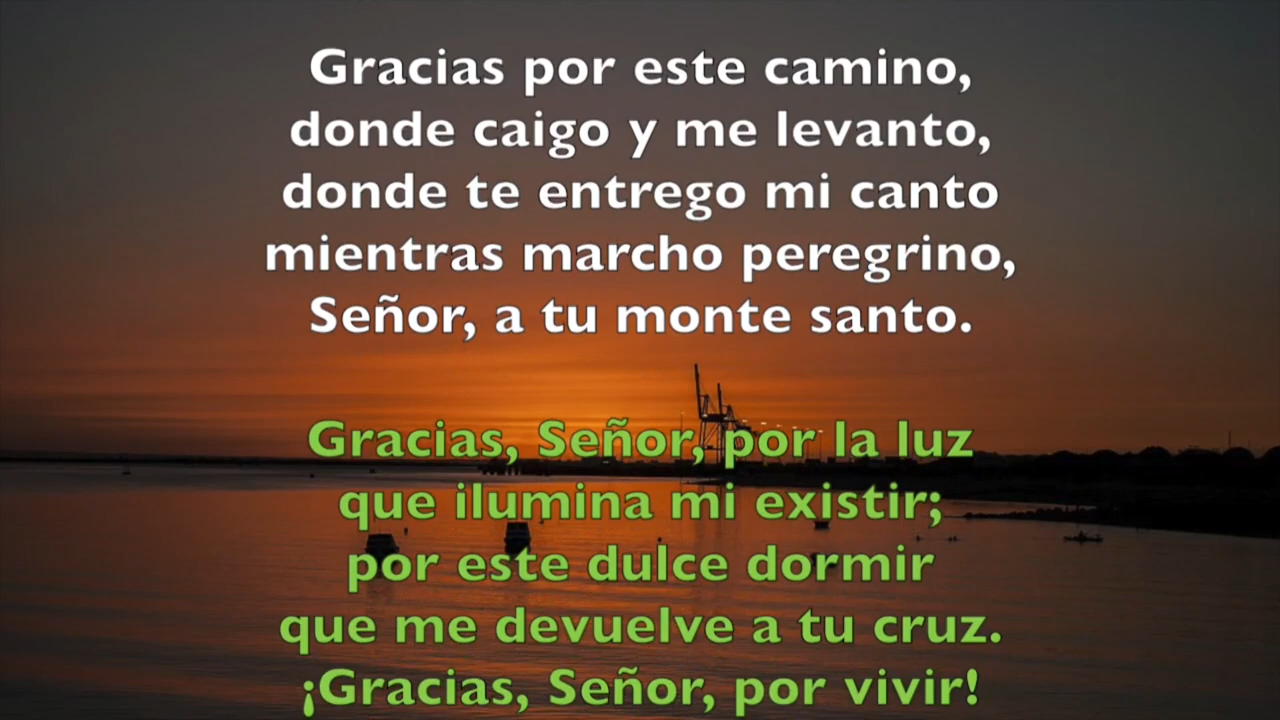 Gracias por este camino,
donde caigo y me levanto,
donde te entrego mi canto
mientras marcho peregrino,
Señor, a tu monte santo.
Gracias, Señor, por la luz
que ilumina mi existir;
por este dulce dormir
que me devuelve a tu cruz.
¡Gracias, Señor, por vivir!